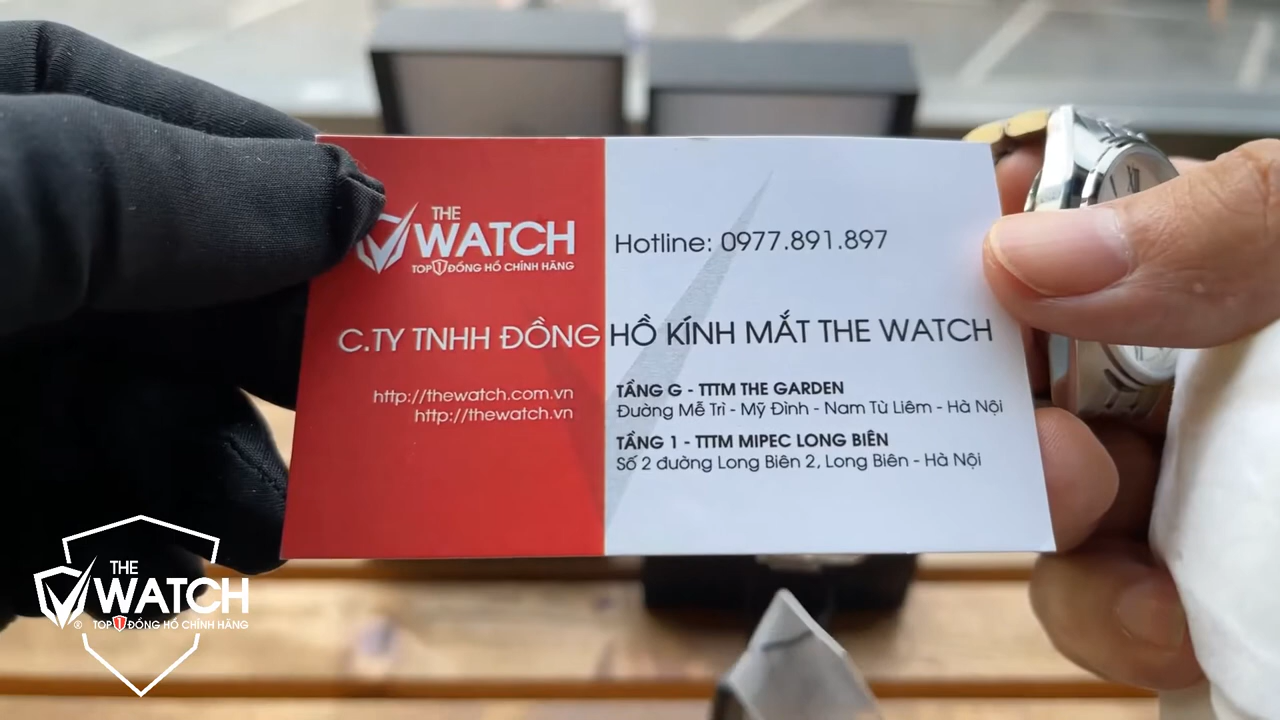 THE
WATCH
TOP 1 ĐỒNG HỒ CHÍNH HÃNG
Hotline: 0977.891.897
C.TY TNHH ĐỒNG HỒ KÍNH MẮT THE WATCH
http://thewatch.com.vn
http://thewatch.vn
TẦNG G - TTTM THE GARDEN
Đường Mễ Trì - Mỹ Đình - Nam Từ Liêm - Hà Nội
TẦNG 1 - TTTM MIPEC LONG BIÊN
Số 2 đường Long Biên 2, Long Biên - Hà Nội
THE
WATCH
® TOP 1 ĐỒNG HỒ CHÍNH HÃNG